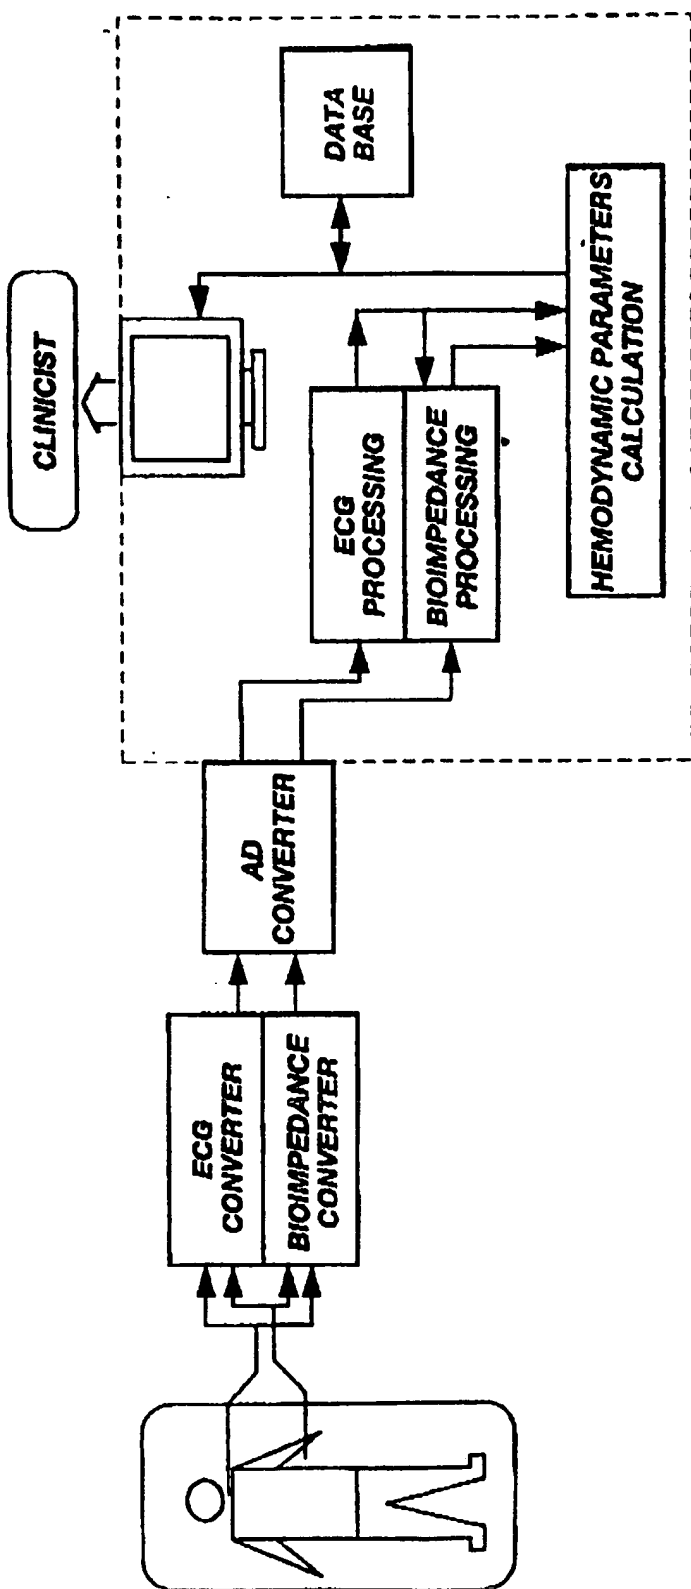 ECG
CONVERTER
BIOIMPEDANCE
CONVERTER
AD
CONVERTER
ECG
PROCESSING
BIOIMPEDANCE
PROCESSING
CLINICIST
DATA
BASE
HEMODYNAMIC PARAMETERS
CALCULATION